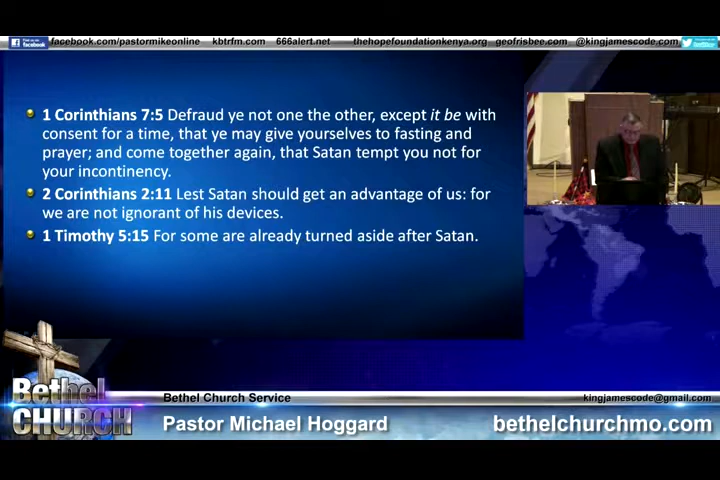 facebook.com/pastormikeonline kbtrfm.com 666alert.net thehopefoundationkenya.org geofrisbee.com @kingjamescode.com
1 Corinthians 7:5 Defraud ye not one the other, except it be with
consent for a time, that ye may give yourselves to fasting and
prayer; and come together again, that Satan tempt you not for
your incontinency.
2 Corinthians 2:11 Lest Satan should get an advantage of us: for
we are not ignorant of his devices.
1 Timothy 5:15 For some are already turned aside after Satan.
Bethel
CHURCH
Bethel Church Service
kingjamescode@gmail.com
Pastor Michael Hoggard
bethelchurchmo.com